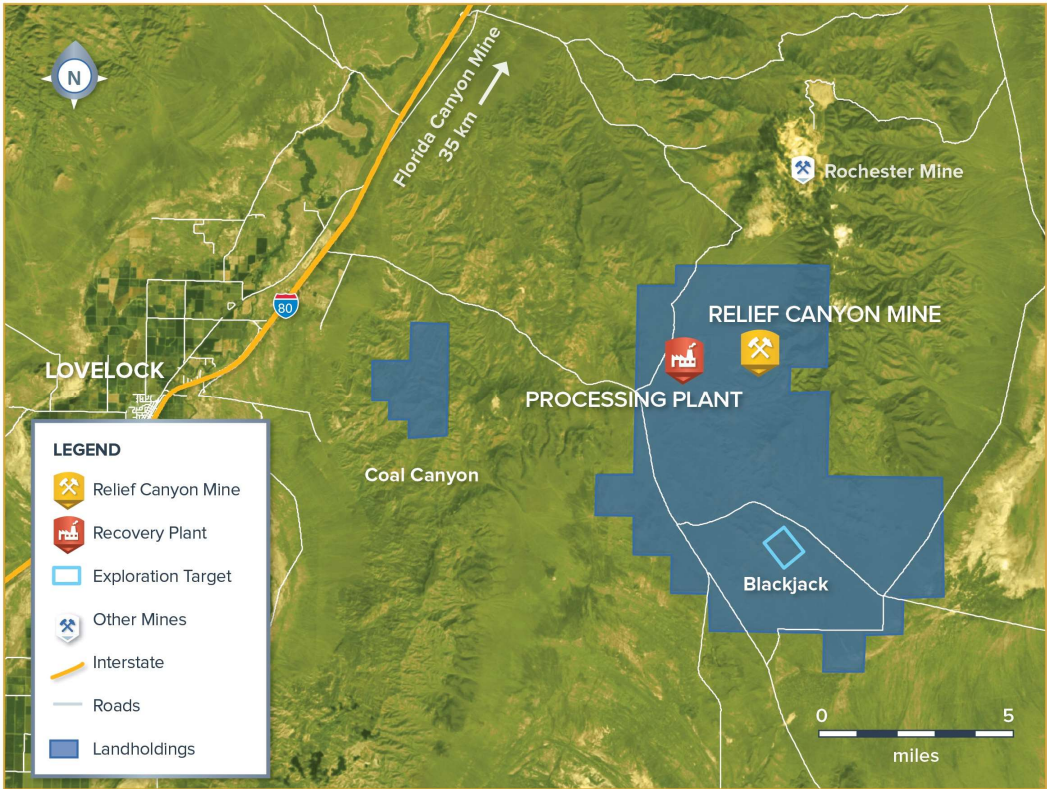 N
Florida Canyon Mine
35 km
Rochester Mine
80
RELIEF CANYON MINE
LOVELOCK
PROCESSING PLANT
Coal Canyon
Blackjack
LEGEND
Relief Canyon Mine
Recovery Plant
Exploration Target
Other Mines
Interstate
Roads
Landholdings
0 5
miles